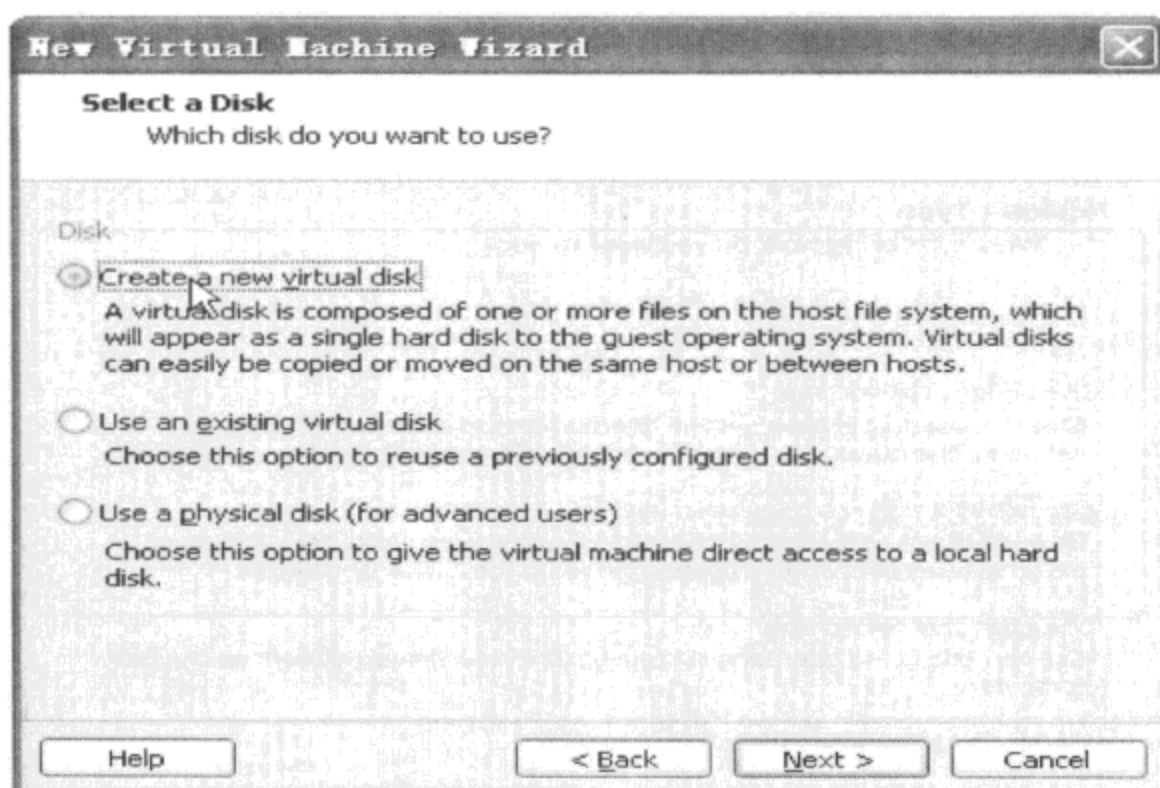 New Virtual Machine Wizard
Select a Disk
Which disk do you want to use?
Disk
Create a new virtual disk
A virtual disk is composed of one or more files on the host file system, which
will appear as a single hard disk to the guest operating system. Virtual disks
can easily be copied or moved on the same host or between hosts.
Use an existing virtual disk
Choose this option to reuse a previously configured disk.
Use a physical disk (for advanced users)
Choose this option to give the virtual machine direct access to a local hard
disk.
Help
< Back
Next >
Cancel